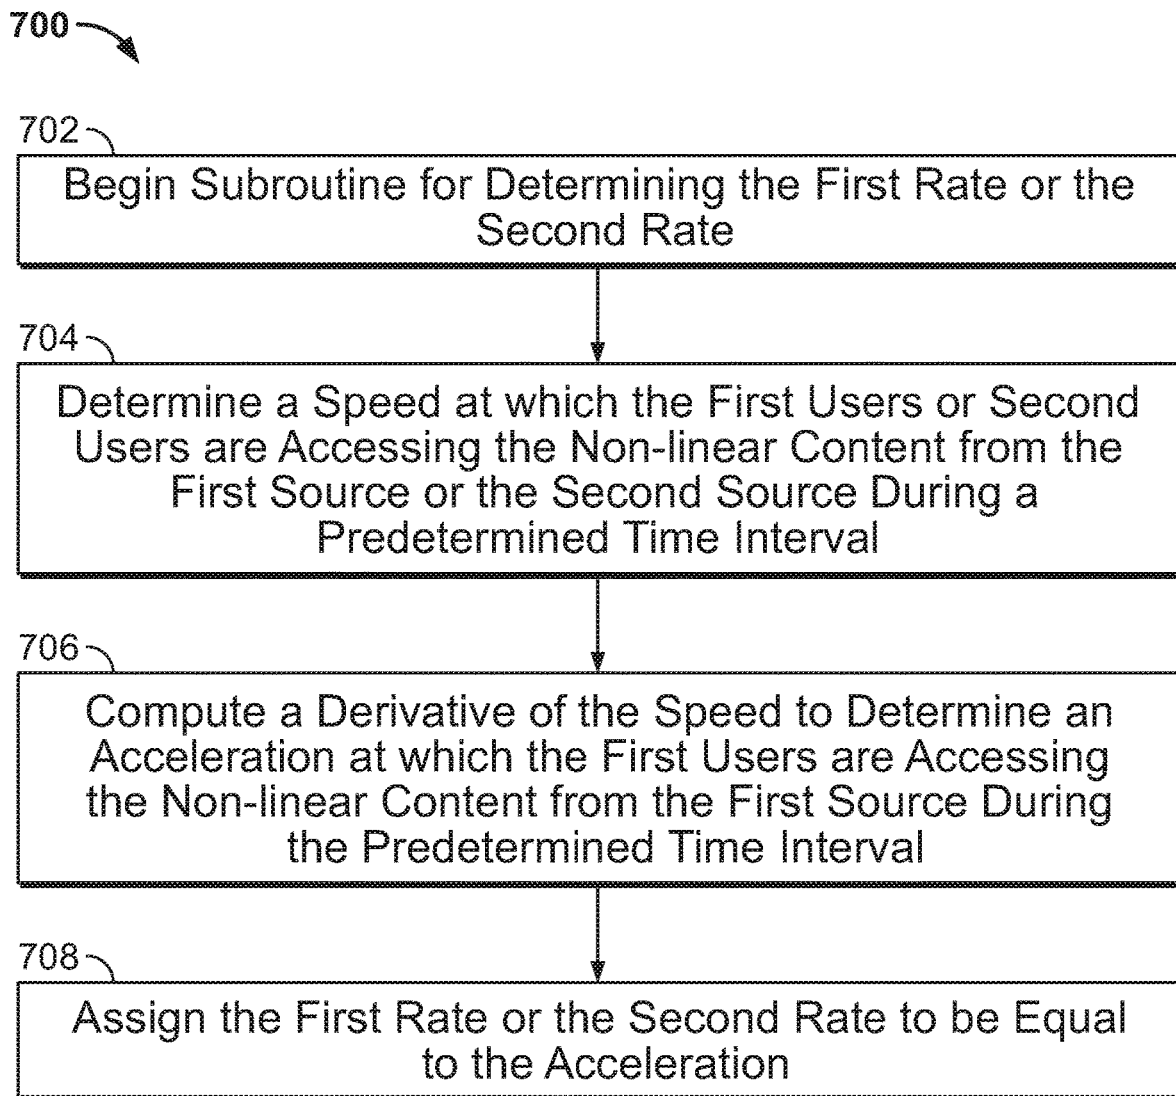 700
702
Begin Subroutine for Determining the First Rate or the
Second Rate
704
Determine a Speed at which the First Users or Second
Users are Accessing the Non-linear Content from the
First Source or the Second Source During a
Predetermined Time Interval
706
Compute a Derivative of the Speed to Determine an
Acceleration at which the First Users are Accessing
the Non-linear Content from the First Source During
the Predetermined Time Interval
708
Assign the First Rate or the Second Rate to be Equal
to the Acceleration